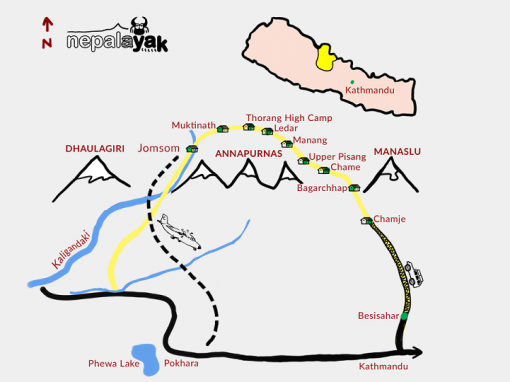 N
nepalayak
Kathmandu
Muktinath
Thorang High Camp
Ledar
Jomsom
Manang
DHAULAGIRI
ANNAPURNAS
MANASLU
Upper Pisang
Chame
Bagarchhap
Chamje
Kaligandaki
Besisahar
Phewa Lake
Pokhara
Kathmandu